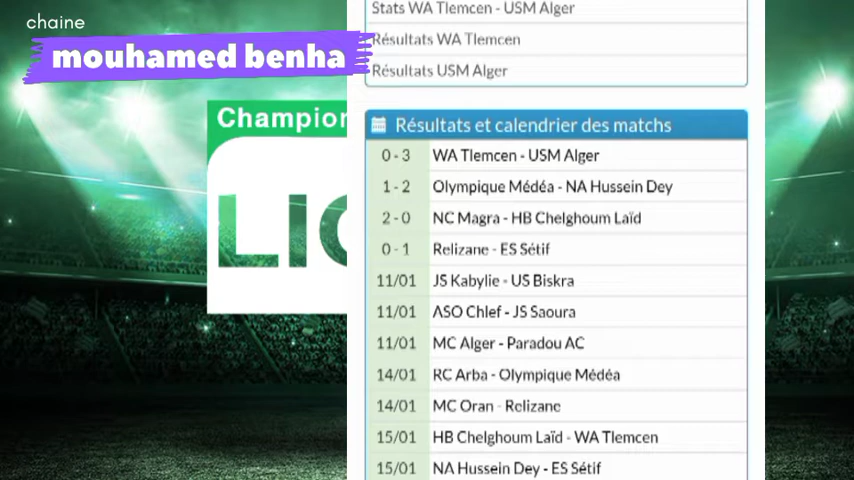 chaine
mouhamed benha
Champion
LIG
Stats WA Tlemcen - USM Alger
Résultats WA Tlemcen
Résultats USM Alger
Résultats et calendrier des matchs
0 - 3 WA Tlemcen - USM Alger
1 - 2 Olympique Médéa - NA Hussein Dey
2 - 0 NC Magra - HB Chelghoum Laïd
0 - 1 Relizane - ES Sétif
11/01 JS Kabylie - US Biskra
11/01 ASO Chlef - JS Saoura
11/01 MC Alger - Paradou AC
14/01 RC Arba - Olympique Médéa
14/01 MC Oran - Relizane
15/01 HB Chelghoum Laïd - WA Tlemcen
15/01 NA Hussein Dey - ES Sétif